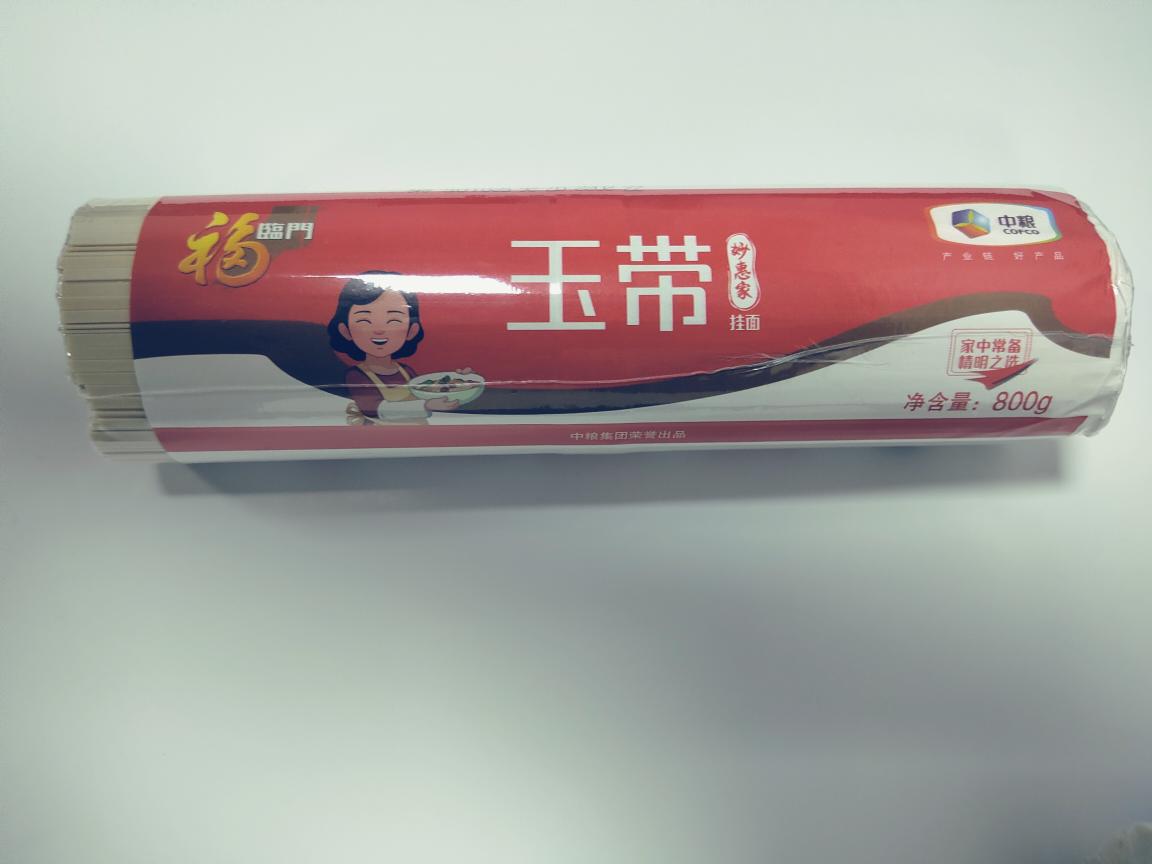 福臨門
玉带
妙惠家
挂面
中粮
COFCO
产业链 好产品
家中常备
精明之选
净含量：800g
中粮集团荣誉出品